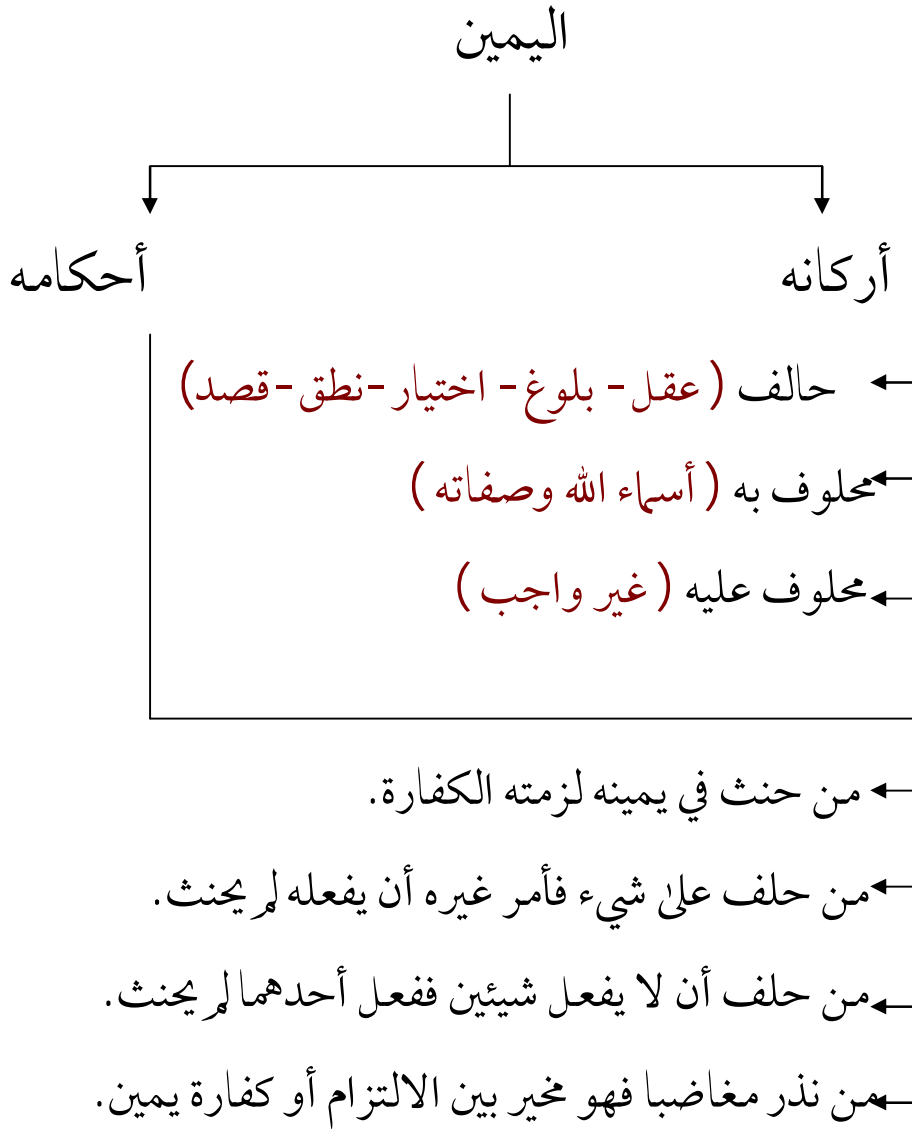 اليمين
أركانه أحكامه
حالف (عقل - بلوغ - اختيار - نطق - قصد)
محلوف به (أسماء الله وصفاته)
محلوف عليه (غير واجب)
من حنث في يمينه لزمته الكفارة.
من حلف على شيء فأمر غيره أن يفعله لم يحنث.
من حلف أن لا يفعل شيئين ففعل أحدهما لم يحنث.
من نذر مغاضبا فهو مخير بين الالتزام أو كفارة يمين.